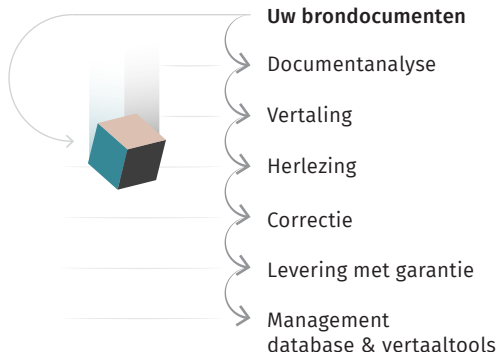 Uw brondocumenten
Documentanalyse
Vertaling
Herlezing
Correctie
Levering met garantie
Management
database & vertaaltools